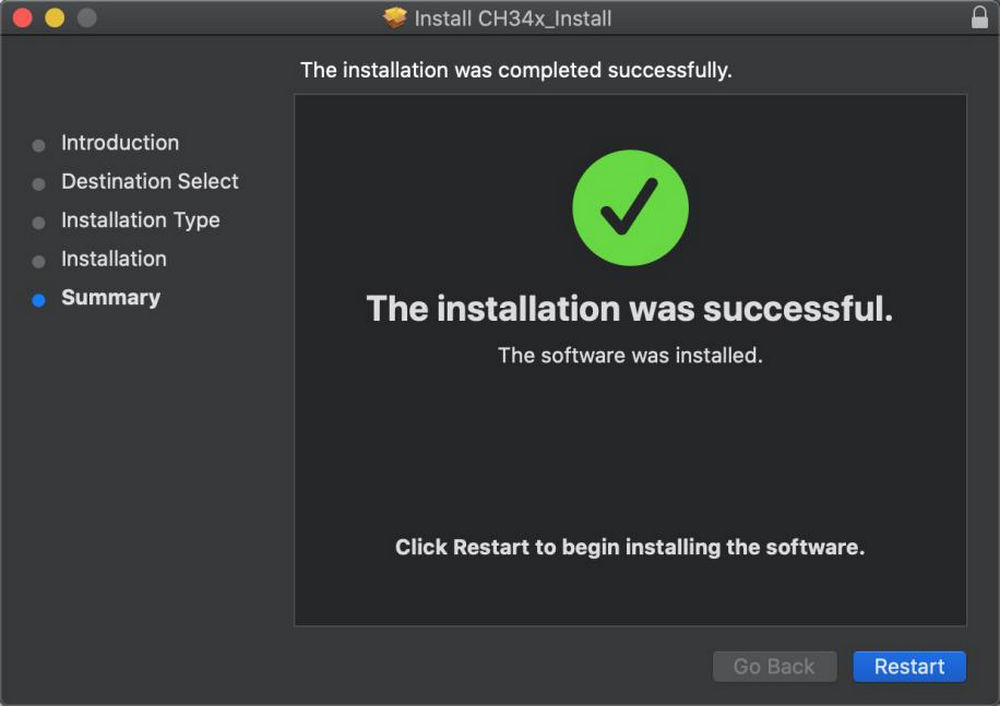 Install CH34x_Install
The installation was completed successfully.
Introduction
Destination Select
Installation Type
Installation
Summary
The installation was successful.
The software was installed.
Click Restart to begin installing the software.
Go Back
Restart